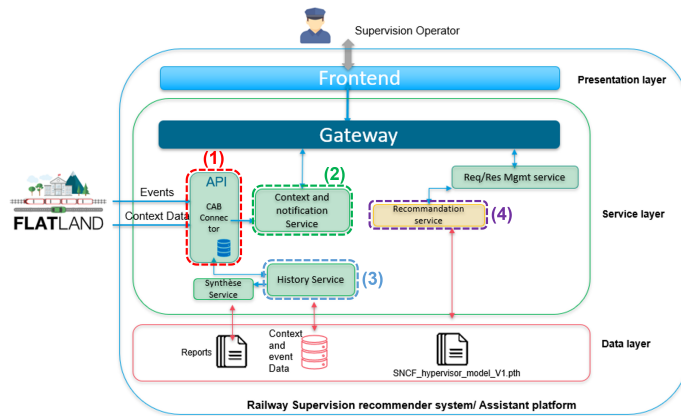 Supervision Operator
Frontend
Presentation layer
Gateway
(1)
(2)
API
CAB
Connec
tor
Events
Context Data
FLATLAND
Context and
notification
Service
Req/Res Mgmt service
Recommandation
service
(4)
Service layer
Synthèse
Service
History Service
(3)
Reports
Context
and
event
Data
SNCF_hypervisor_model_V1.pth
Data layer
Railway Supervision recommender system/ Assistant platform